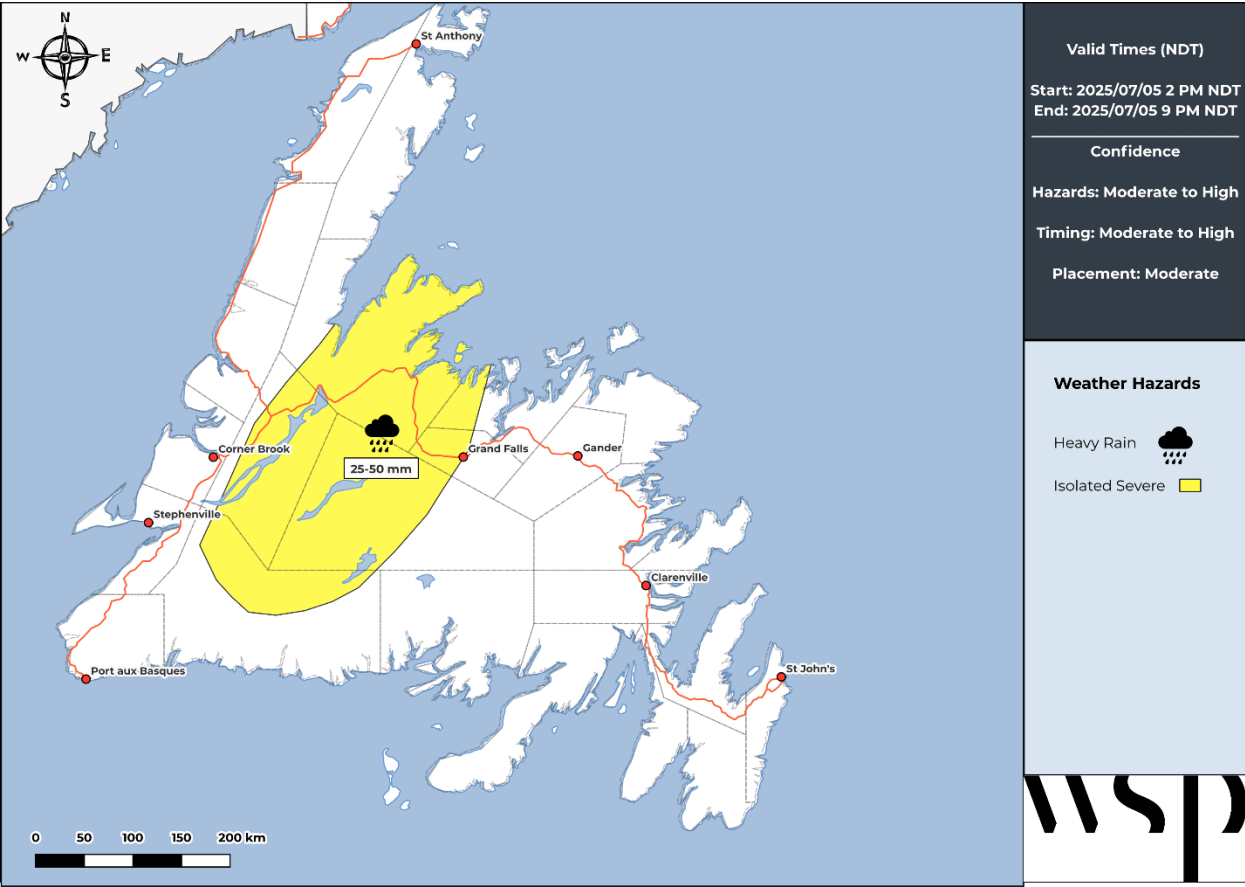 N
W E
S
St Anthony
Corner Brook
Grand Falls
Gander
25-50 mm
Stephenville
Clarenville
Port aux Basques
St John's
0 50 100 150 200 km
Valid Times (NDT)
Start: 2025/07/05 2 PM NDT
End: 2025/07/05 9 PM NDT
Confidence
Hazards: Moderate to High
Timing: Moderate to High
Placement: Moderate
Weather Hazards
Heavy Rain
Isolated Severe
wsp